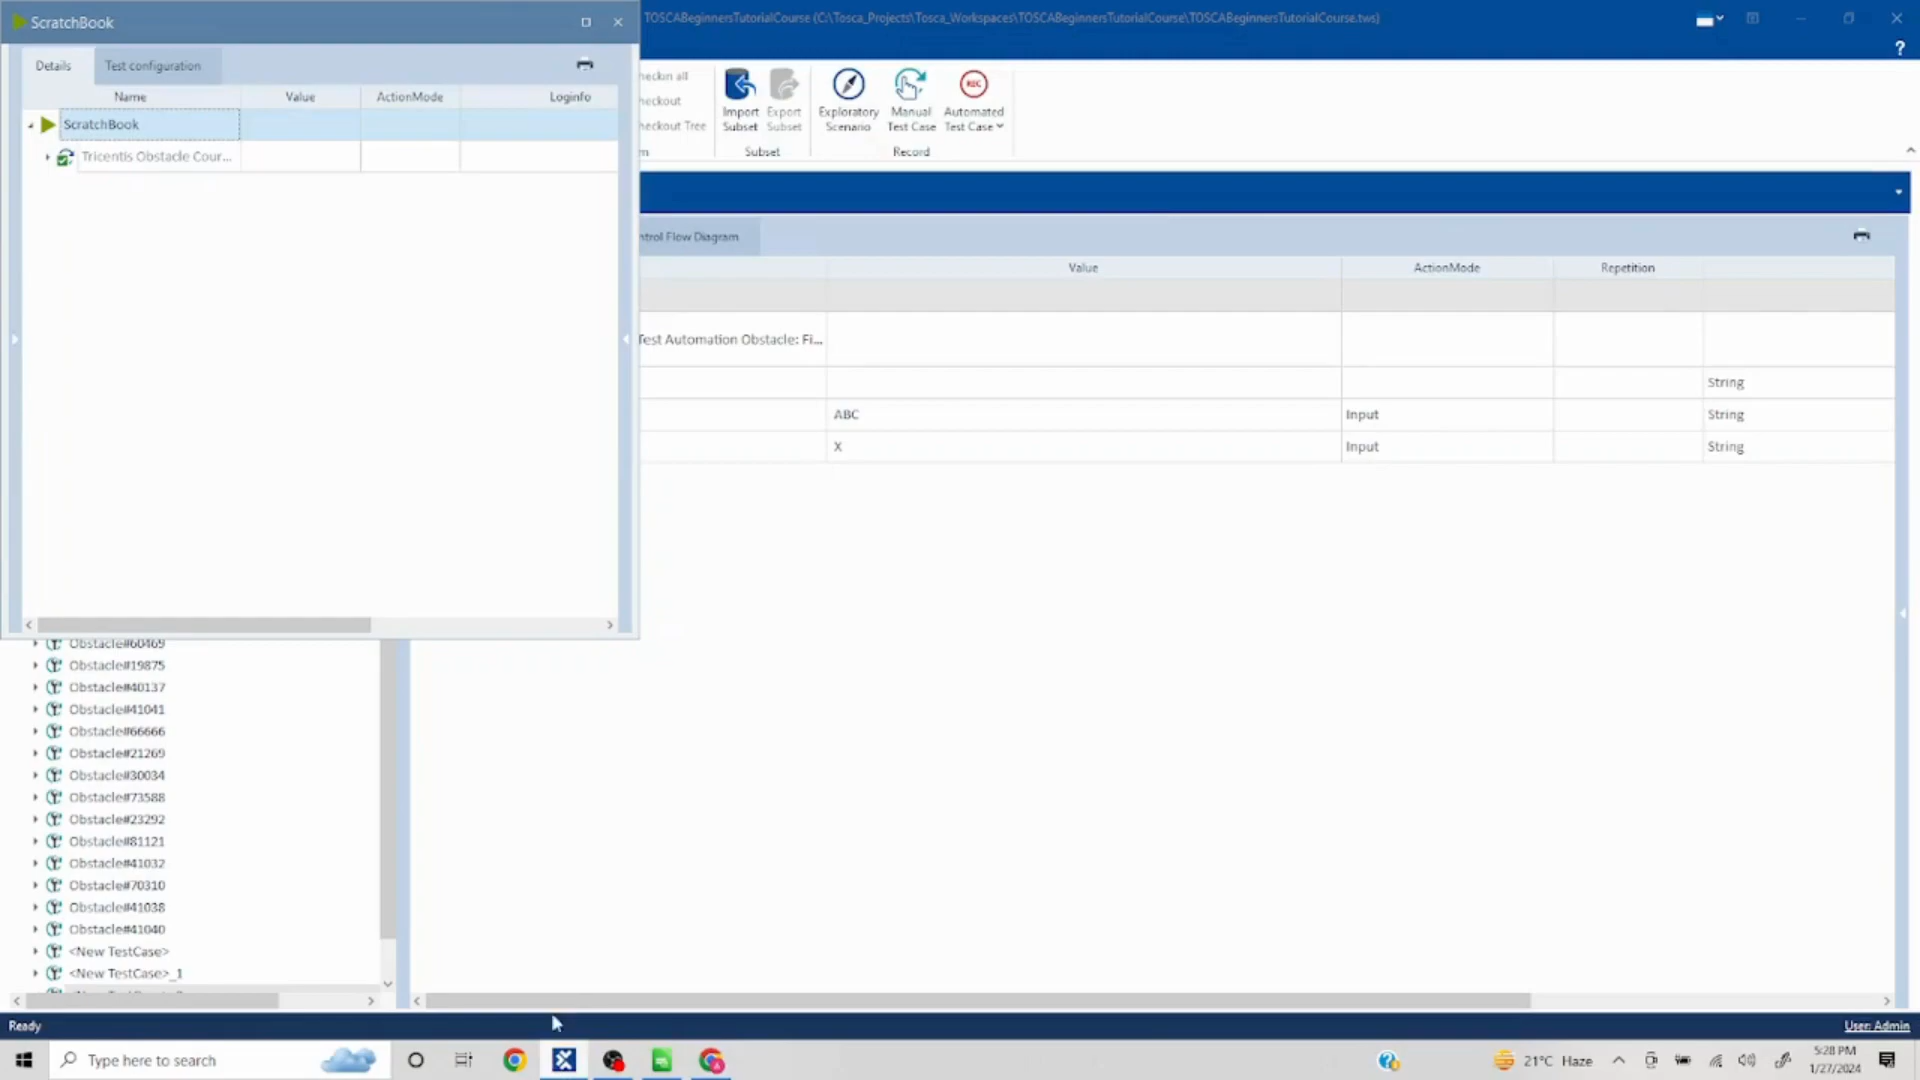 ScratchBook
TOSCABeginnersTutorialCourse (C:\Tosca_Projects\Tosca_Workspaces\TOSCABeginnersTutorialCourse\TOSCABeginnersTutorialCourse.tws)
?
Details
Test configuration
Name
Value
ActionMode
Loginfo
ScratchBook
Tricentis Obstacle Cour...
heckin all
heckout
heckout Tree
Import
Subset
Export
Subset
Subset
Exploratory
Scenario
Manual
Test Case
REC
Automated
Test Case
Record
ntrol Flow Diagram
Value
ActionMode
Repetition
Test Automation Obstacle: Fi...
String
ABC
Input
String
X
Input
String
Obstacle#60469
Obstacle#19875
Obstacle#40137
Obstacle#41041
Obstacle#66666
Obstacle#21269
Obstacle#30034
Obstacle#73588
Obstacle#23292
Obstacle#81121
Obstacle#41032
Obstacle#70310
Obstacle#41038
Obstacle#41040
<New TestCase>
<New TestCase>_1
Ready
User: Admin
Type here to search
21°C Haze
5:28 PM
1/27/2024